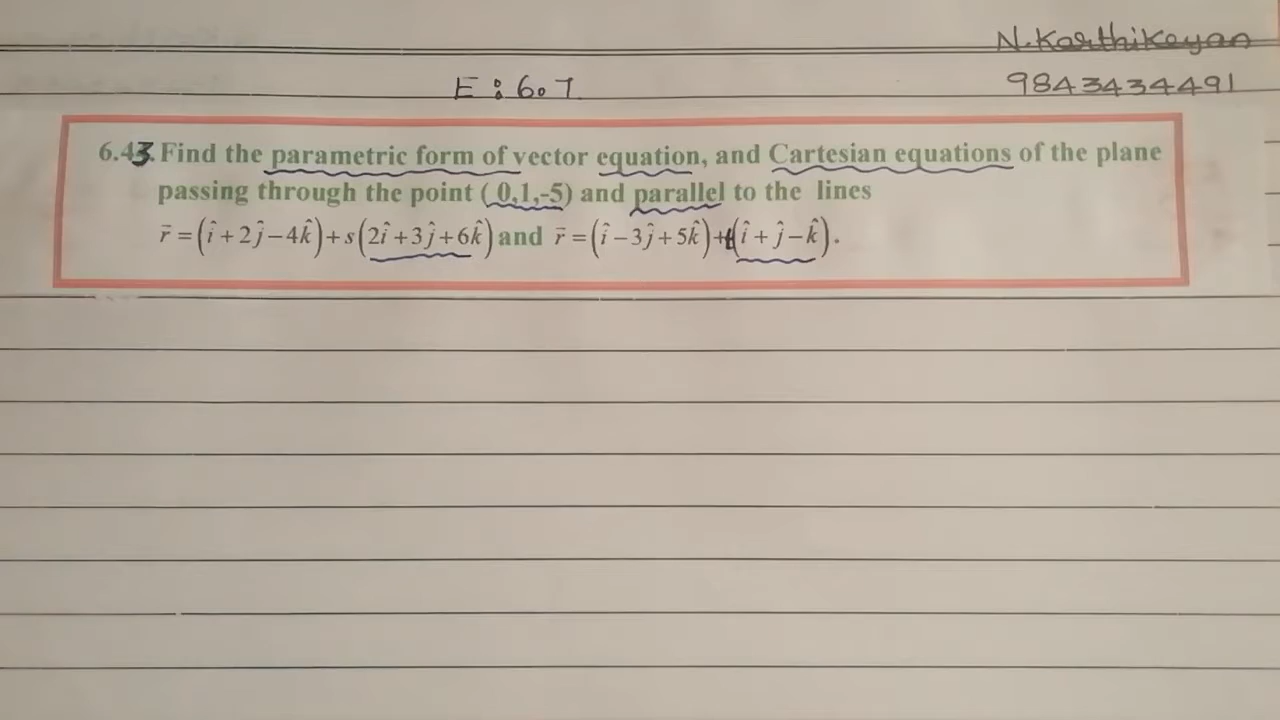 N. Karthikeyan
E : 6.7
9843434491
6.43. Find the parametric form of vector equation, and Cartesian equations of the plane
passing through the point ( 0,1,-5) and parallel to the lines
r̄ = (î + 2ĵ − 4k̂) + s(2î + 3ĵ + 6k̂) and r̄ = (î − 3ĵ + 5k̂) + t(î + ĵ − k̂).